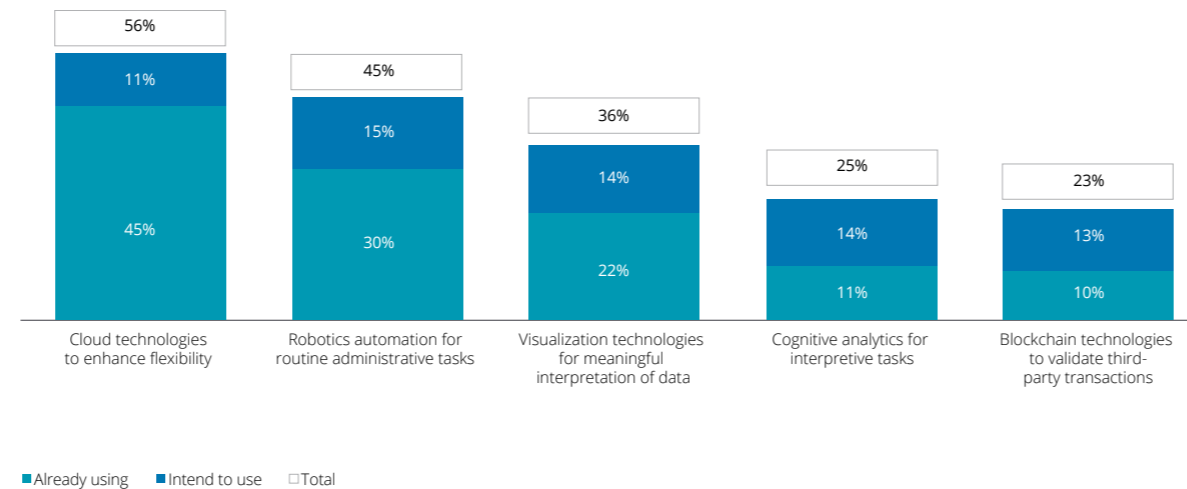 56%
11%
45%
45%
15%
30%
36%
14%
22%
25%
14%
11%
23%
13%
10%
Cloud technologies
to enhance flexibility
Robotics automation for
routine administrative tasks
Visualization technologies
for meaningful
interpretation of data
Cognitive analytics for
interpretive tasks
Blockchain technologies
to validate third-
party transactions
Already using
Intend to use
Total